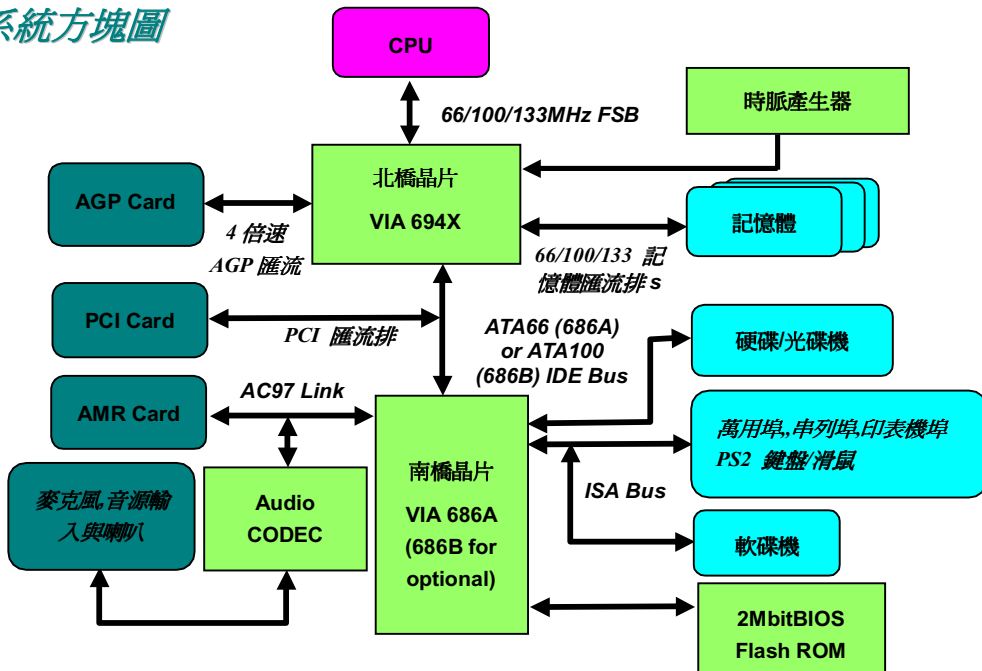 系統方塊圖
CPU
66/100/133MHz FSB
時脈產生器
北橋晶片
VIA 694X
AGP Card
4 倍速
AGP 匯流
記憶體
66/100/133 記
憶體匯流排 s
PCI Card
PCI 匯流排
ATA66 (686A)
or ATA100
(686B) IDE Bus
硬碟/光碟機
AC97 Link
AMR Card
萬用埠,,串列埠,印表機埠
PS2 鍵盤/滑鼠
南橋晶片
VIA 686A
(686B for
optional)
ISA Bus
麥克風,音源輸
入與喇叭
Audio
CODEC
軟碟機
2MbitBIOS
Flash ROM